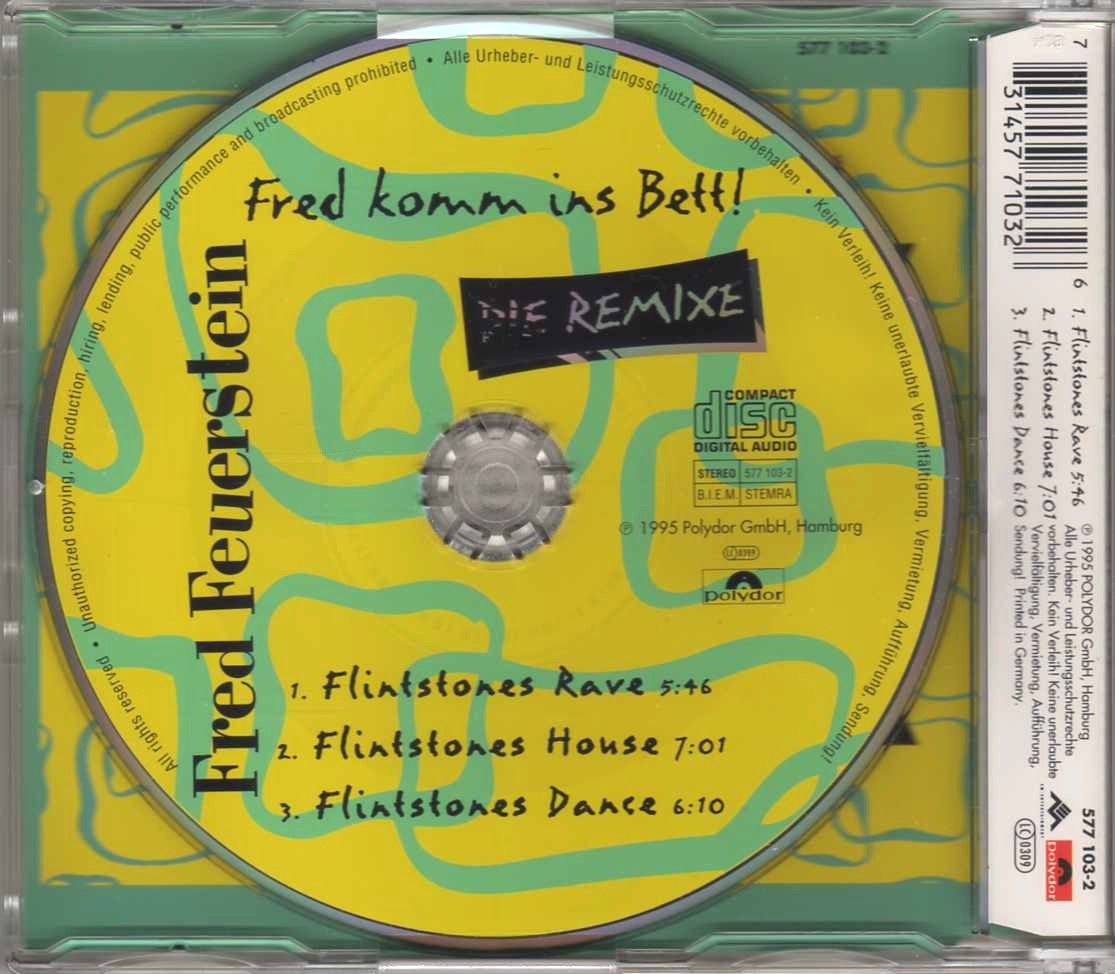 577 103-2
All rights reserved • Unauthorized copying, reproduction, hiring, lending, public performance and broadcasting prohibited • Alle Urheber- und Leistungsschutzrechte vorbehalten • Kein Verleih! Keine unerlaubte Vervielfältigung, Vermietung, Aufführung, Sendung!
Fred komm ins Bett!
DIE REMIXE
Fred Feuerstein
COMPACT
disc
DIGITAL AUDIO
STEREO 577 103-2
B.I.E.M. STEMRA
℗ 1995 Polydor GmbH, Hamburg
LC 0309
polydor
1. Flintstones Rave 5:46
2. Flintstones House 7:01
3. Flintstones Dance 6:10
7 31457 71032 6
1. Flintstones Rave 5:46
2. Flintstones House 7:01
3. Flintstones Dance 6:10
℗ 1995 POLYDOR GmbH, Hamburg
Alle Urheber- und Leistungsschutzrechte
vorbehalten. Kein Verleih! Keine unerlaubte
Vervielfältigung, Vermietung, Aufführung,
Sendung! Printed in Germany.
577 103-2
polydor
LC 0309